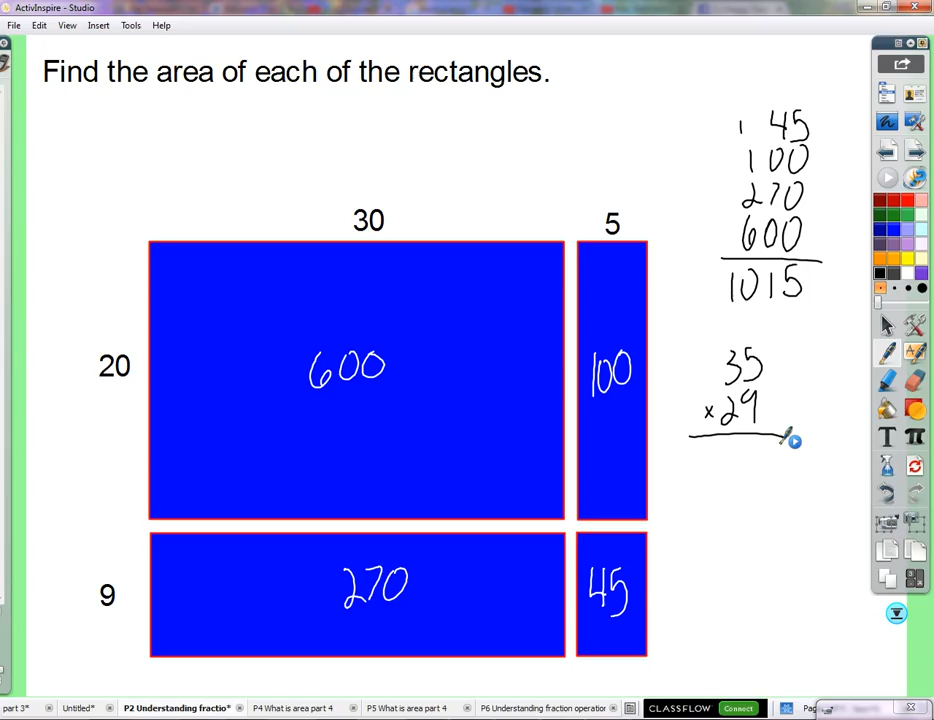 ActivInspire - Studio
File Edit View Insert Tools Help
Find the area of each of the rectangles.
1 45
100
270
600
1015
30 5
20 600 100
35
× 29
9 270 45
part 3* Untitled* P2 Understanding fractio* P4 What is area part 4 P5 What is area part 4 P6 Understanding fraction operation CLASSFLOW Connect Pag